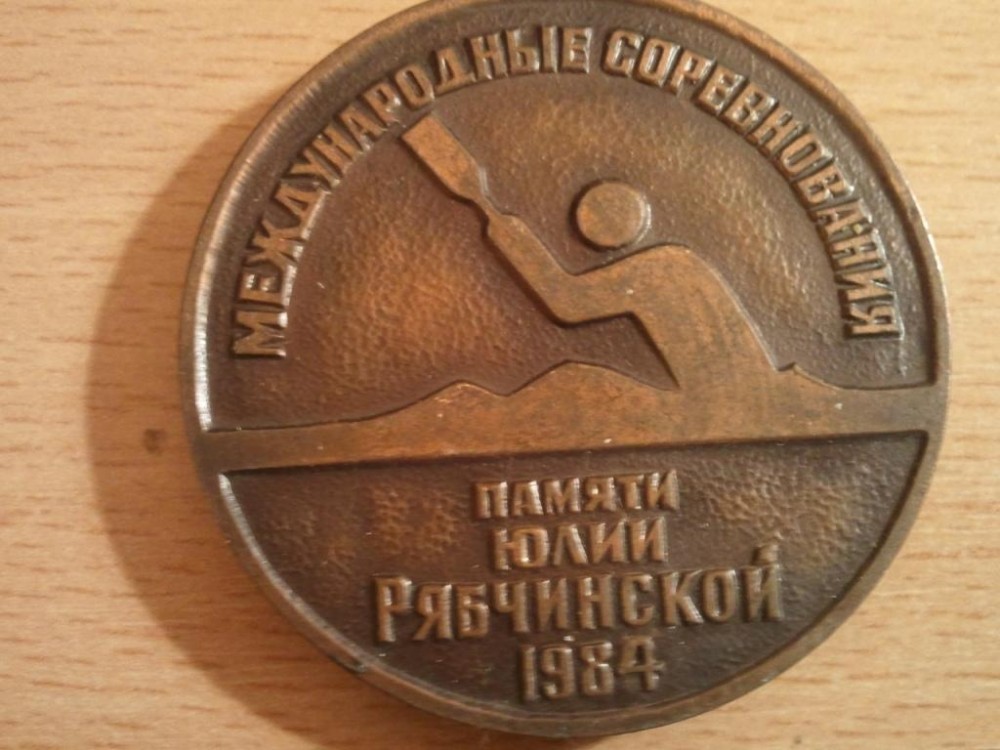 МЕЖДУНАРОДНЫЕ СОРЕВНОВАНИЯ
ПАМЯТИ
ЮЛИИ
РЯБЧИНСКОЙ
1984